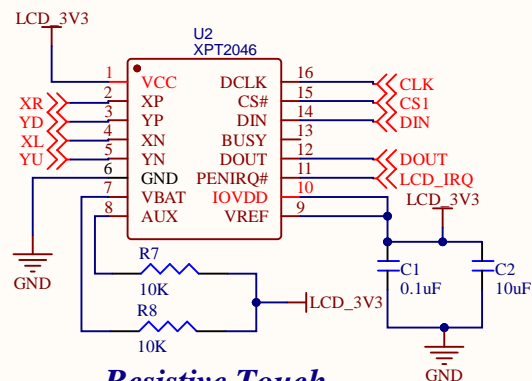 LCD_3V3
U2
XPT2046
1 VCC DCLK 16 CLK
XR 2 XP CS# 15 CS1
YD 3 YP DIN 14 DIN
XL 4 XN BUSY 13
YU 5 YN DOUT 12 DOUT
6 GND PENIRQ# 11 LCD_IRQ
7 VBAT IOVDD 10 LCD_3V3
8 AUX VREF 9
R7
10K
R8
10K
LCD_3V3
C1
0.1uF
C2
10uF
GND
GND
Resistive Touch